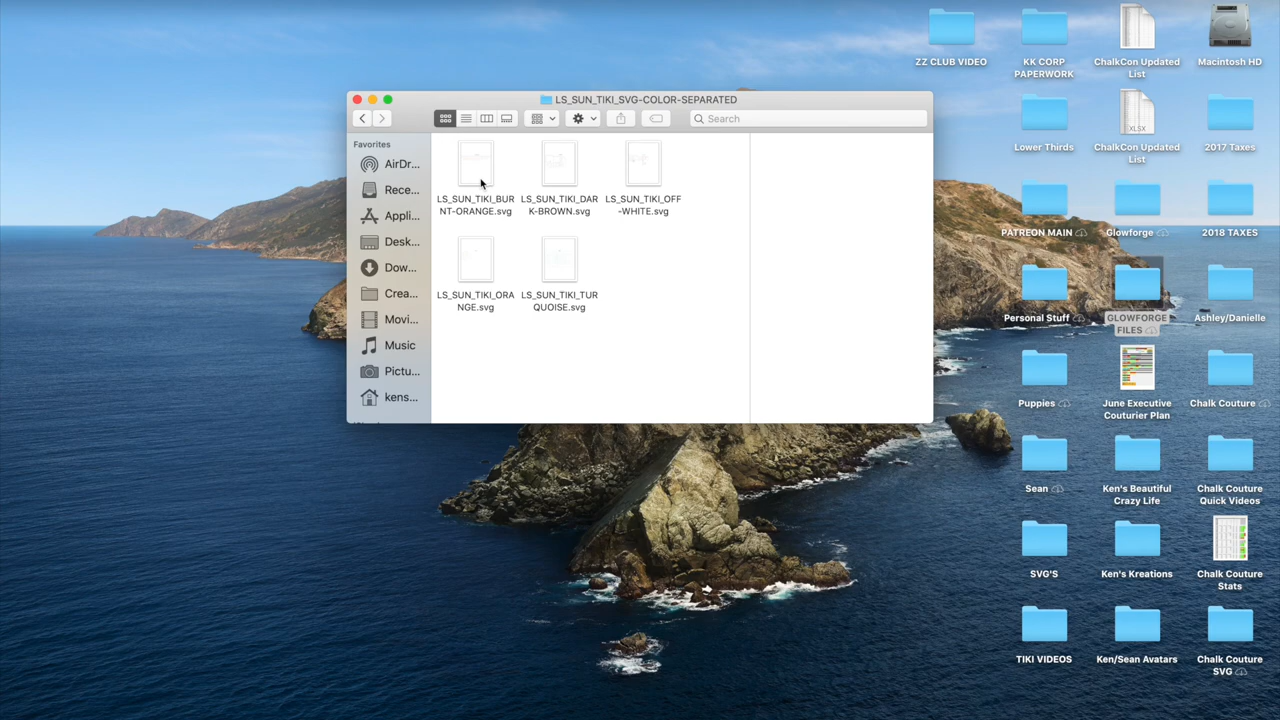 LS_SUN_TIKI_SVG-COLOR-SEPARATED
Search
Favorites
AirDr...
Rece...
Appli...
Desk...
Dow...
Crea...
Movi...
Music
Pictu...
kens...
LS_SUN_TIKI_BUR
NT-ORANGE.svg
LS_SUN_TIKI_DAR
K-BROWN.svg
LS_SUN_TIKI_OFF
-WHITE.svg
LS_SUN_TIKI_ORA
NGE.svg
LS_SUN_TIKI_TUR
QUOISE.svg
ZZ CLUB VIDEO
KK CORP
PAPERWORK
ChalkCon Updated
List
Macintosh HD
Lower Thirds
XLSX
ChalkCon Updated
List
2017 Taxes
PATREON MAIN
Glowforge
2018 TAXES
Personal Stuff
GLOWFORGE
FILES
Ashley/Danielle
Puppies
June Executive
Couturier Plan
Chalk Couture
Sean
Ken's Beautiful
Crazy Life
Chalk Couture
Quick Videos
SVG'S
Ken's Kreations
Chalk Couture
Stats
TIKI VIDEOS
Ken/Sean Avatars
Chalk Couture
SVG